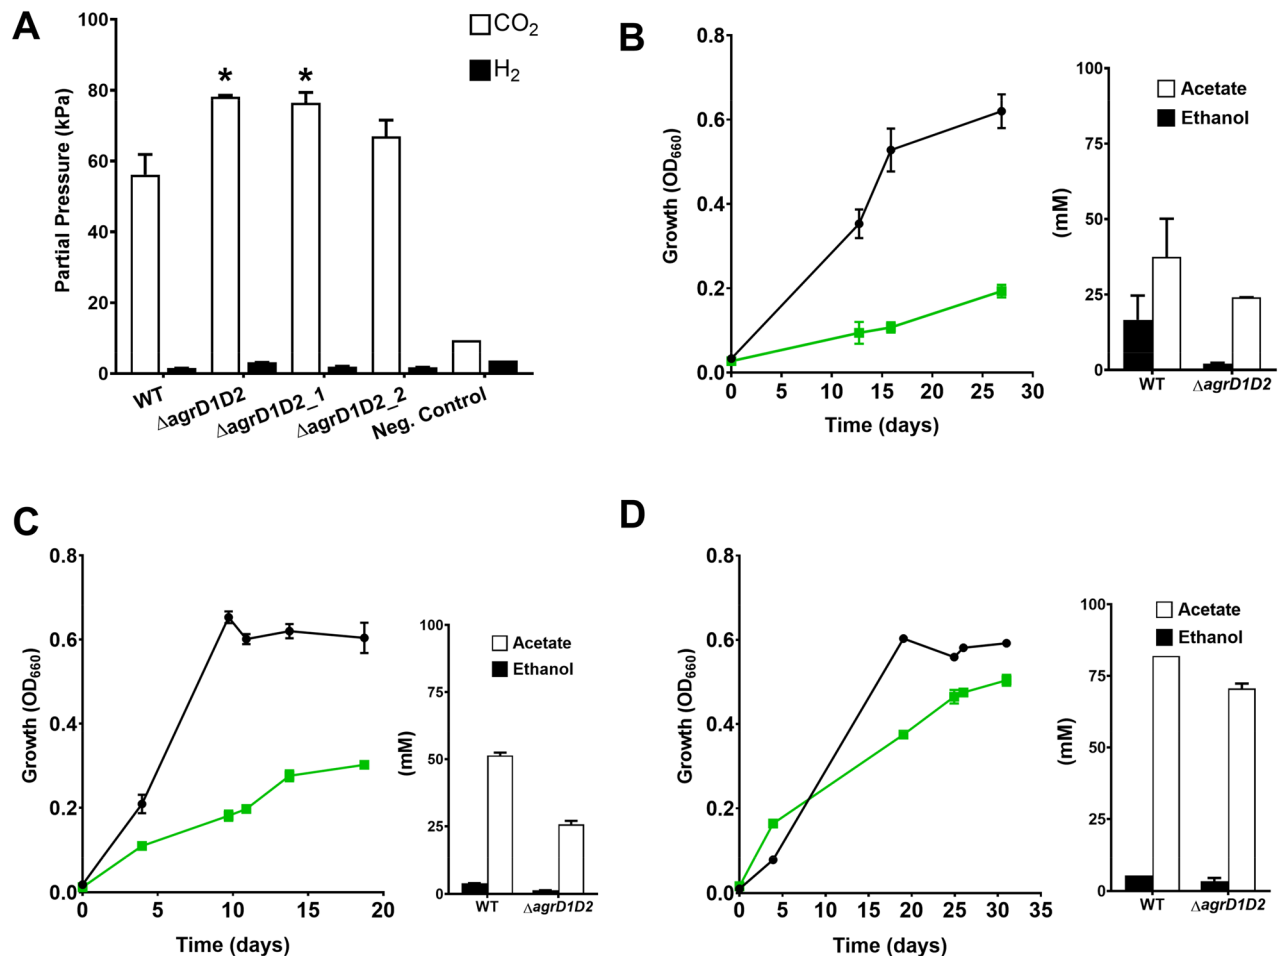 A
CO2
H2
100
80
60
40
20
0
Partial Pressure (kPa)
* *
WT
ΔagrD1D2
ΔagrD1D2_1
ΔagrD1D2_2
Neg. Control
B
0.8
0.6
0.4
0.2
0.0
Growth (OD660)
0 5 10 15 20 25 30
Time (days)
100
75
50
25
0
(mM)
Acetate
Ethanol
WT ΔagrD1D2
C
0.8
0.6
0.4
0.2
0.0
Growth (OD660)
0 5 10 15 20
Time (days)
100
75
50
25
0
(mM)
Acetate
Ethanol
WT ΔagrD1D2
D
0.8
0.6
0.4
0.2
0.0
Growth (OD660)
0 5 10 15 20 25 30 35
Time (days)
100
75
50
25
0
(mM)
Acetate
Ethanol
WT ΔagrD1D2